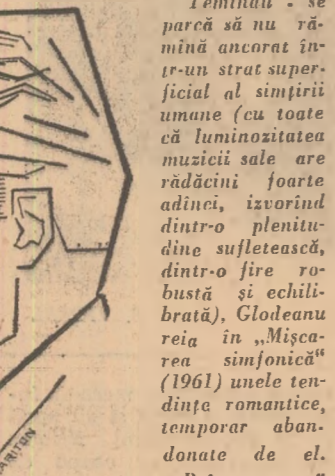 parcă să nu ră-
mînă ancorat în-
tr-un strat super-
ficial al simțirii
umane (cu toate
că luminozitatea
muzicii sale are
rădăcini foarte
adînci, izvorînd
dintr-o plenitu-
dine sufletească,
dintr-o fire ro-
bustă și echili-
brată), Glodeanu
reia în „Mișca-
rea simfonică"
(1961) unele ten-
dințe romantice,
temporar aban-
donate de el.
ARITON